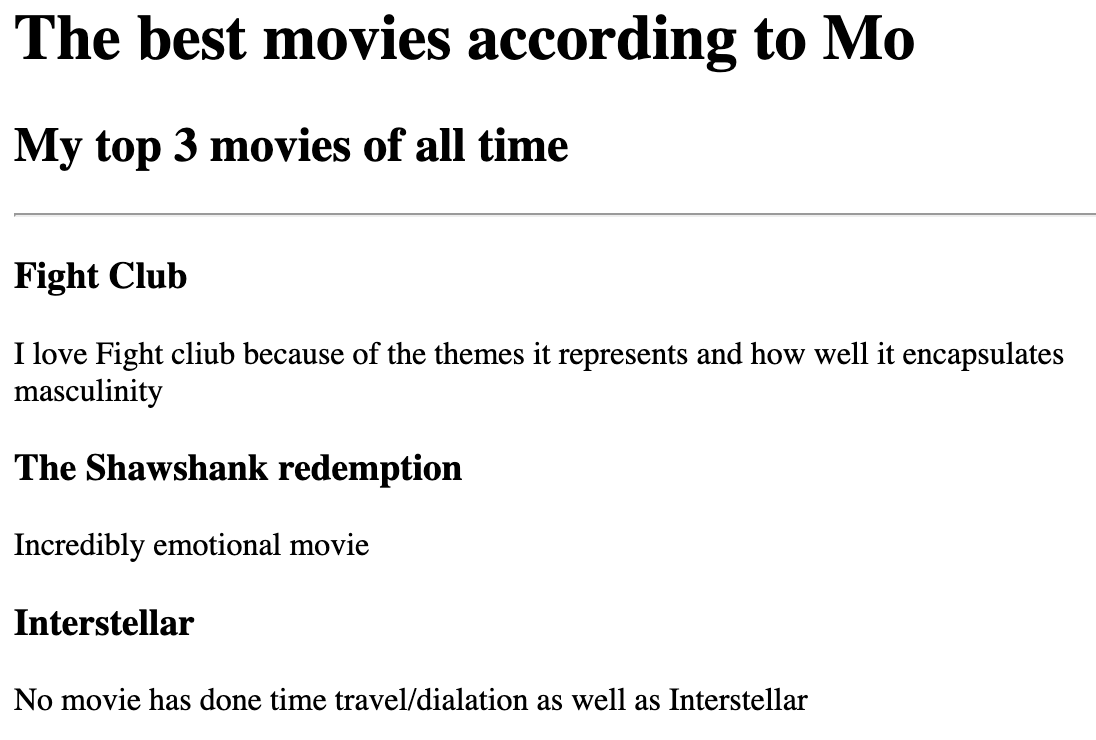 The best movies according to Mo
My top 3 movies of all time
Fight Club
I love Fight cliub because of the themes it represents and how well it encapsulates
masculinity
The Shawshank redemption
Incredibly emotional movie
Interstellar
No movie has done time travel/dialation as well as Interstellar